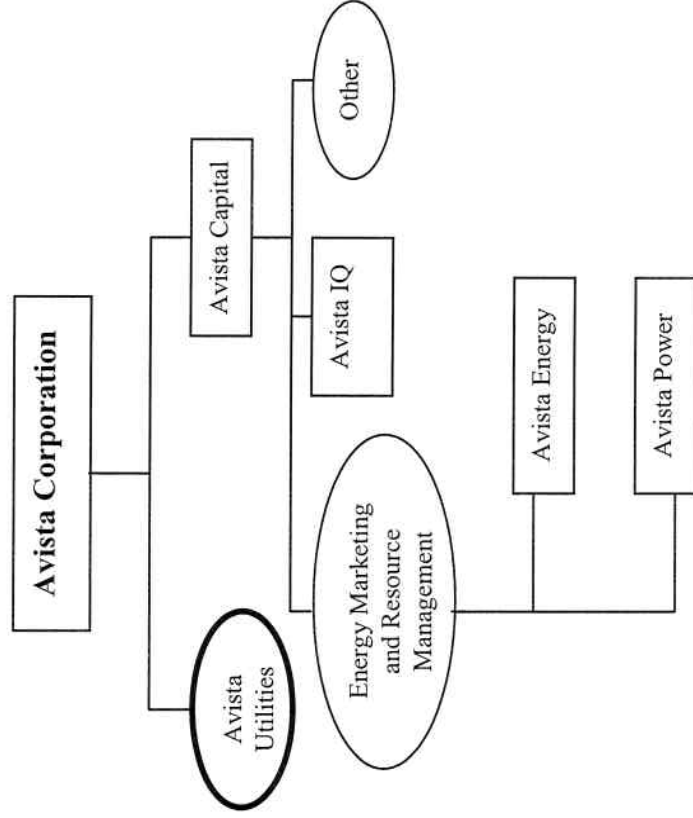 Avista Corporation
Avista
Utilities
Avista Capital
Energy Marketing
and Resource
Management
Avista IQ
Other
Avista Energy
Avista Power